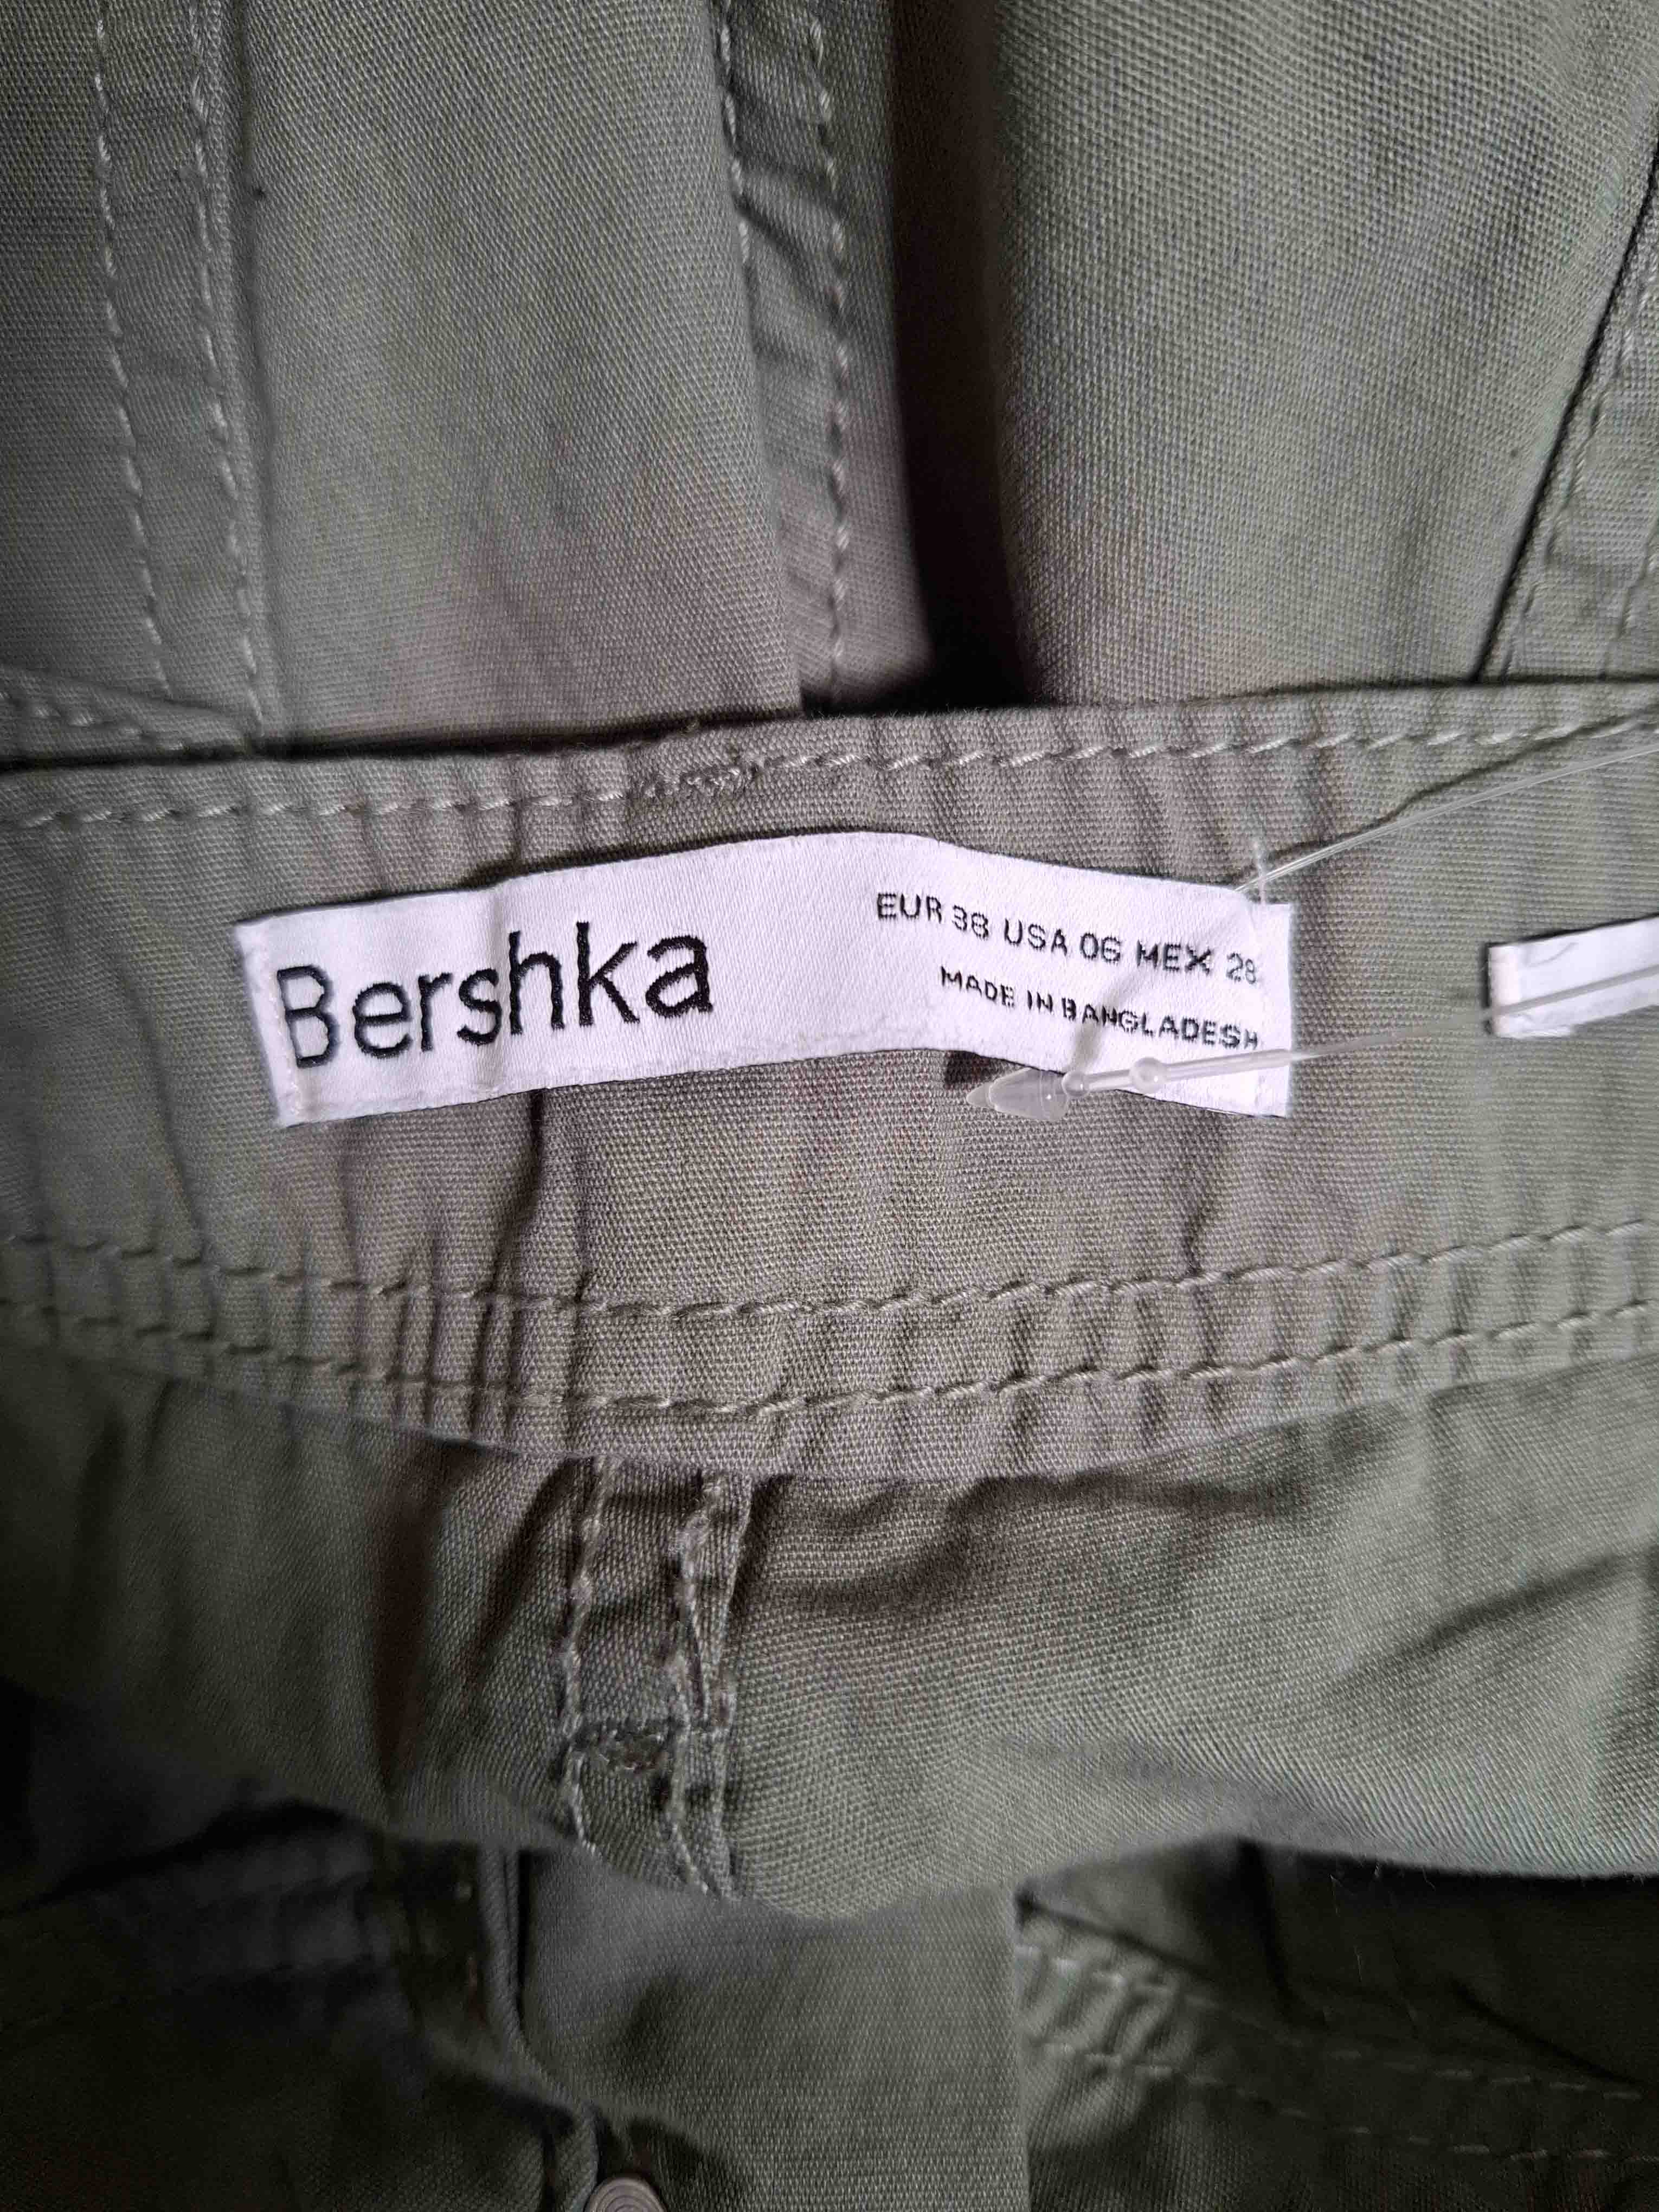 Bershka
EUR 38 USA 06 MEX 28
MADE IN BANGLADESH